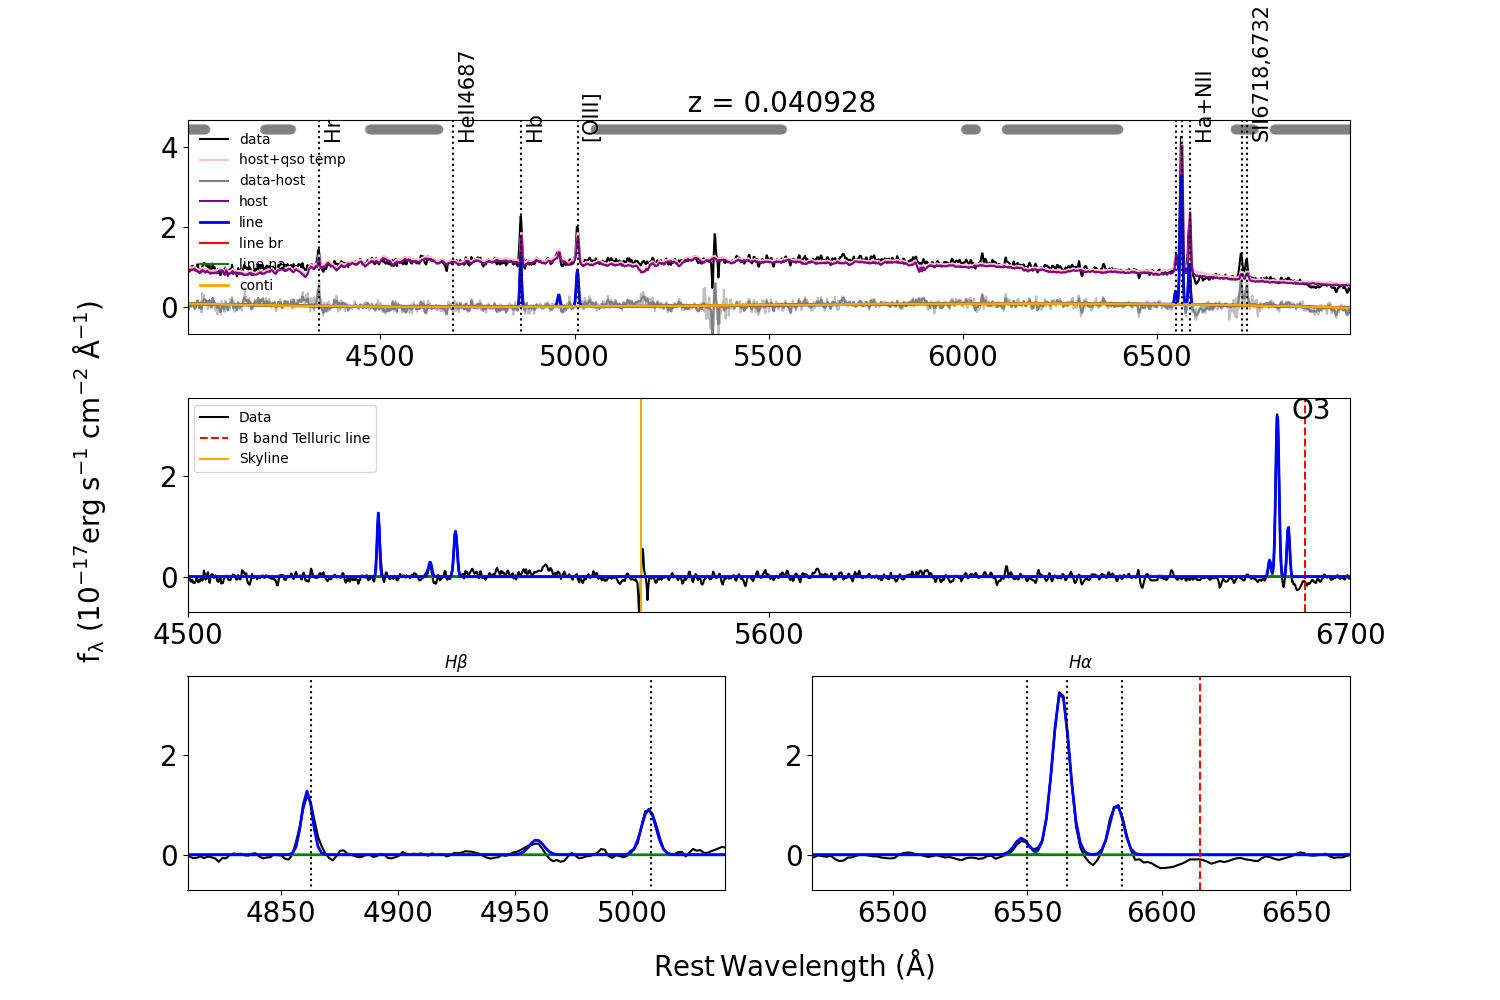 z = 0.040928
Hr
HeII4687
Hb
[OIII]
Ha+NII
SII6718,6732
data
host+qso temp
data-host
host
line
line br
line na
conti
4
2
0
4500
5000
5500
6000
6500
Data
B band Telluric line
Skyline
O3
2
0
4500
5600
6700
fλ (10⁻¹⁷erg s⁻¹ cm⁻² Å⁻¹)
Hβ
2
0
4850
4900
4950
5000
Hα
2
0
6500
6550
6600
6650
Rest Wavelength (Å)